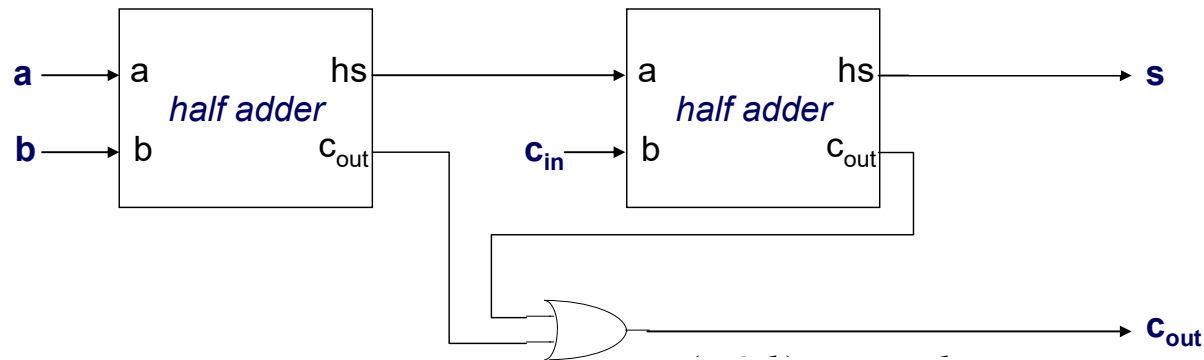 a a hs a hs s
half adder half adder
b b c_out c_in b c_out
c_out